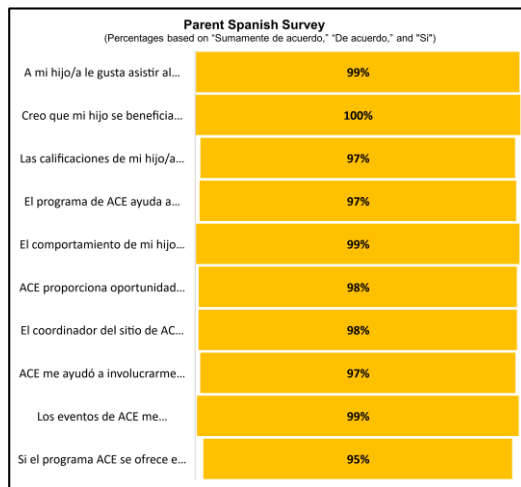 Parent Spanish Survey
(Percentages based on “Sumamente de acuerdo,” “De acuerdo,” and "Si")
A mi hijo/a le gusta asistir al... 99%
Creo que mi hijo se beneficia... 100%
Las calificaciones de mi hijo/a... 97%
El programa de ACE ayuda a... 97%
El comportamiento de mi hijo... 99%
ACE proporciona oportunidad... 98%
El coordinador del sitio de AC... 98%
ACE me ayudó a involucrarme... 97%
Los eventos de ACE me... 99%
Si el programa ACE se ofrece e... 95%